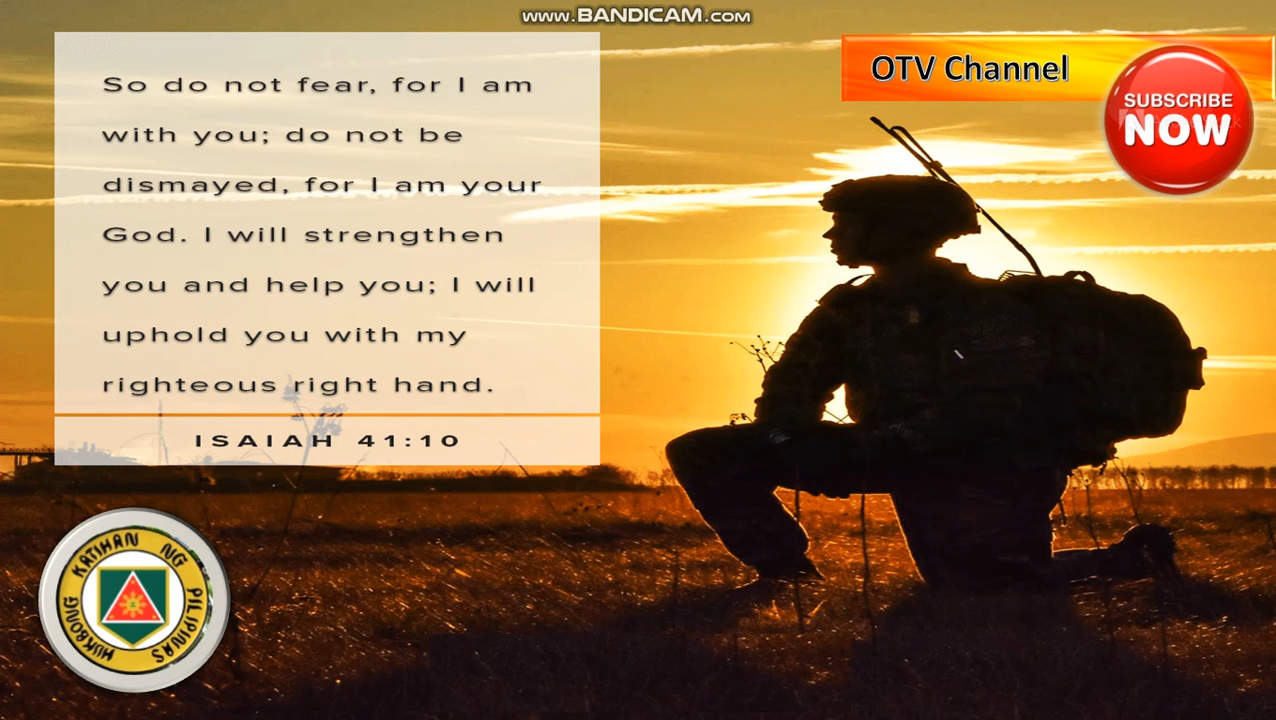 www.BANDICAM.com
So do not fear, for I am
with you; do not be
dismayed, for I am your
God. I will strengthen
you and help you; I will
uphold you with my
righteous right hand.
ISAIAH 41:10
OTV Channel
SUBSCRIBE
NOW
HUKBONG KATIHAN NG PILIPINAS